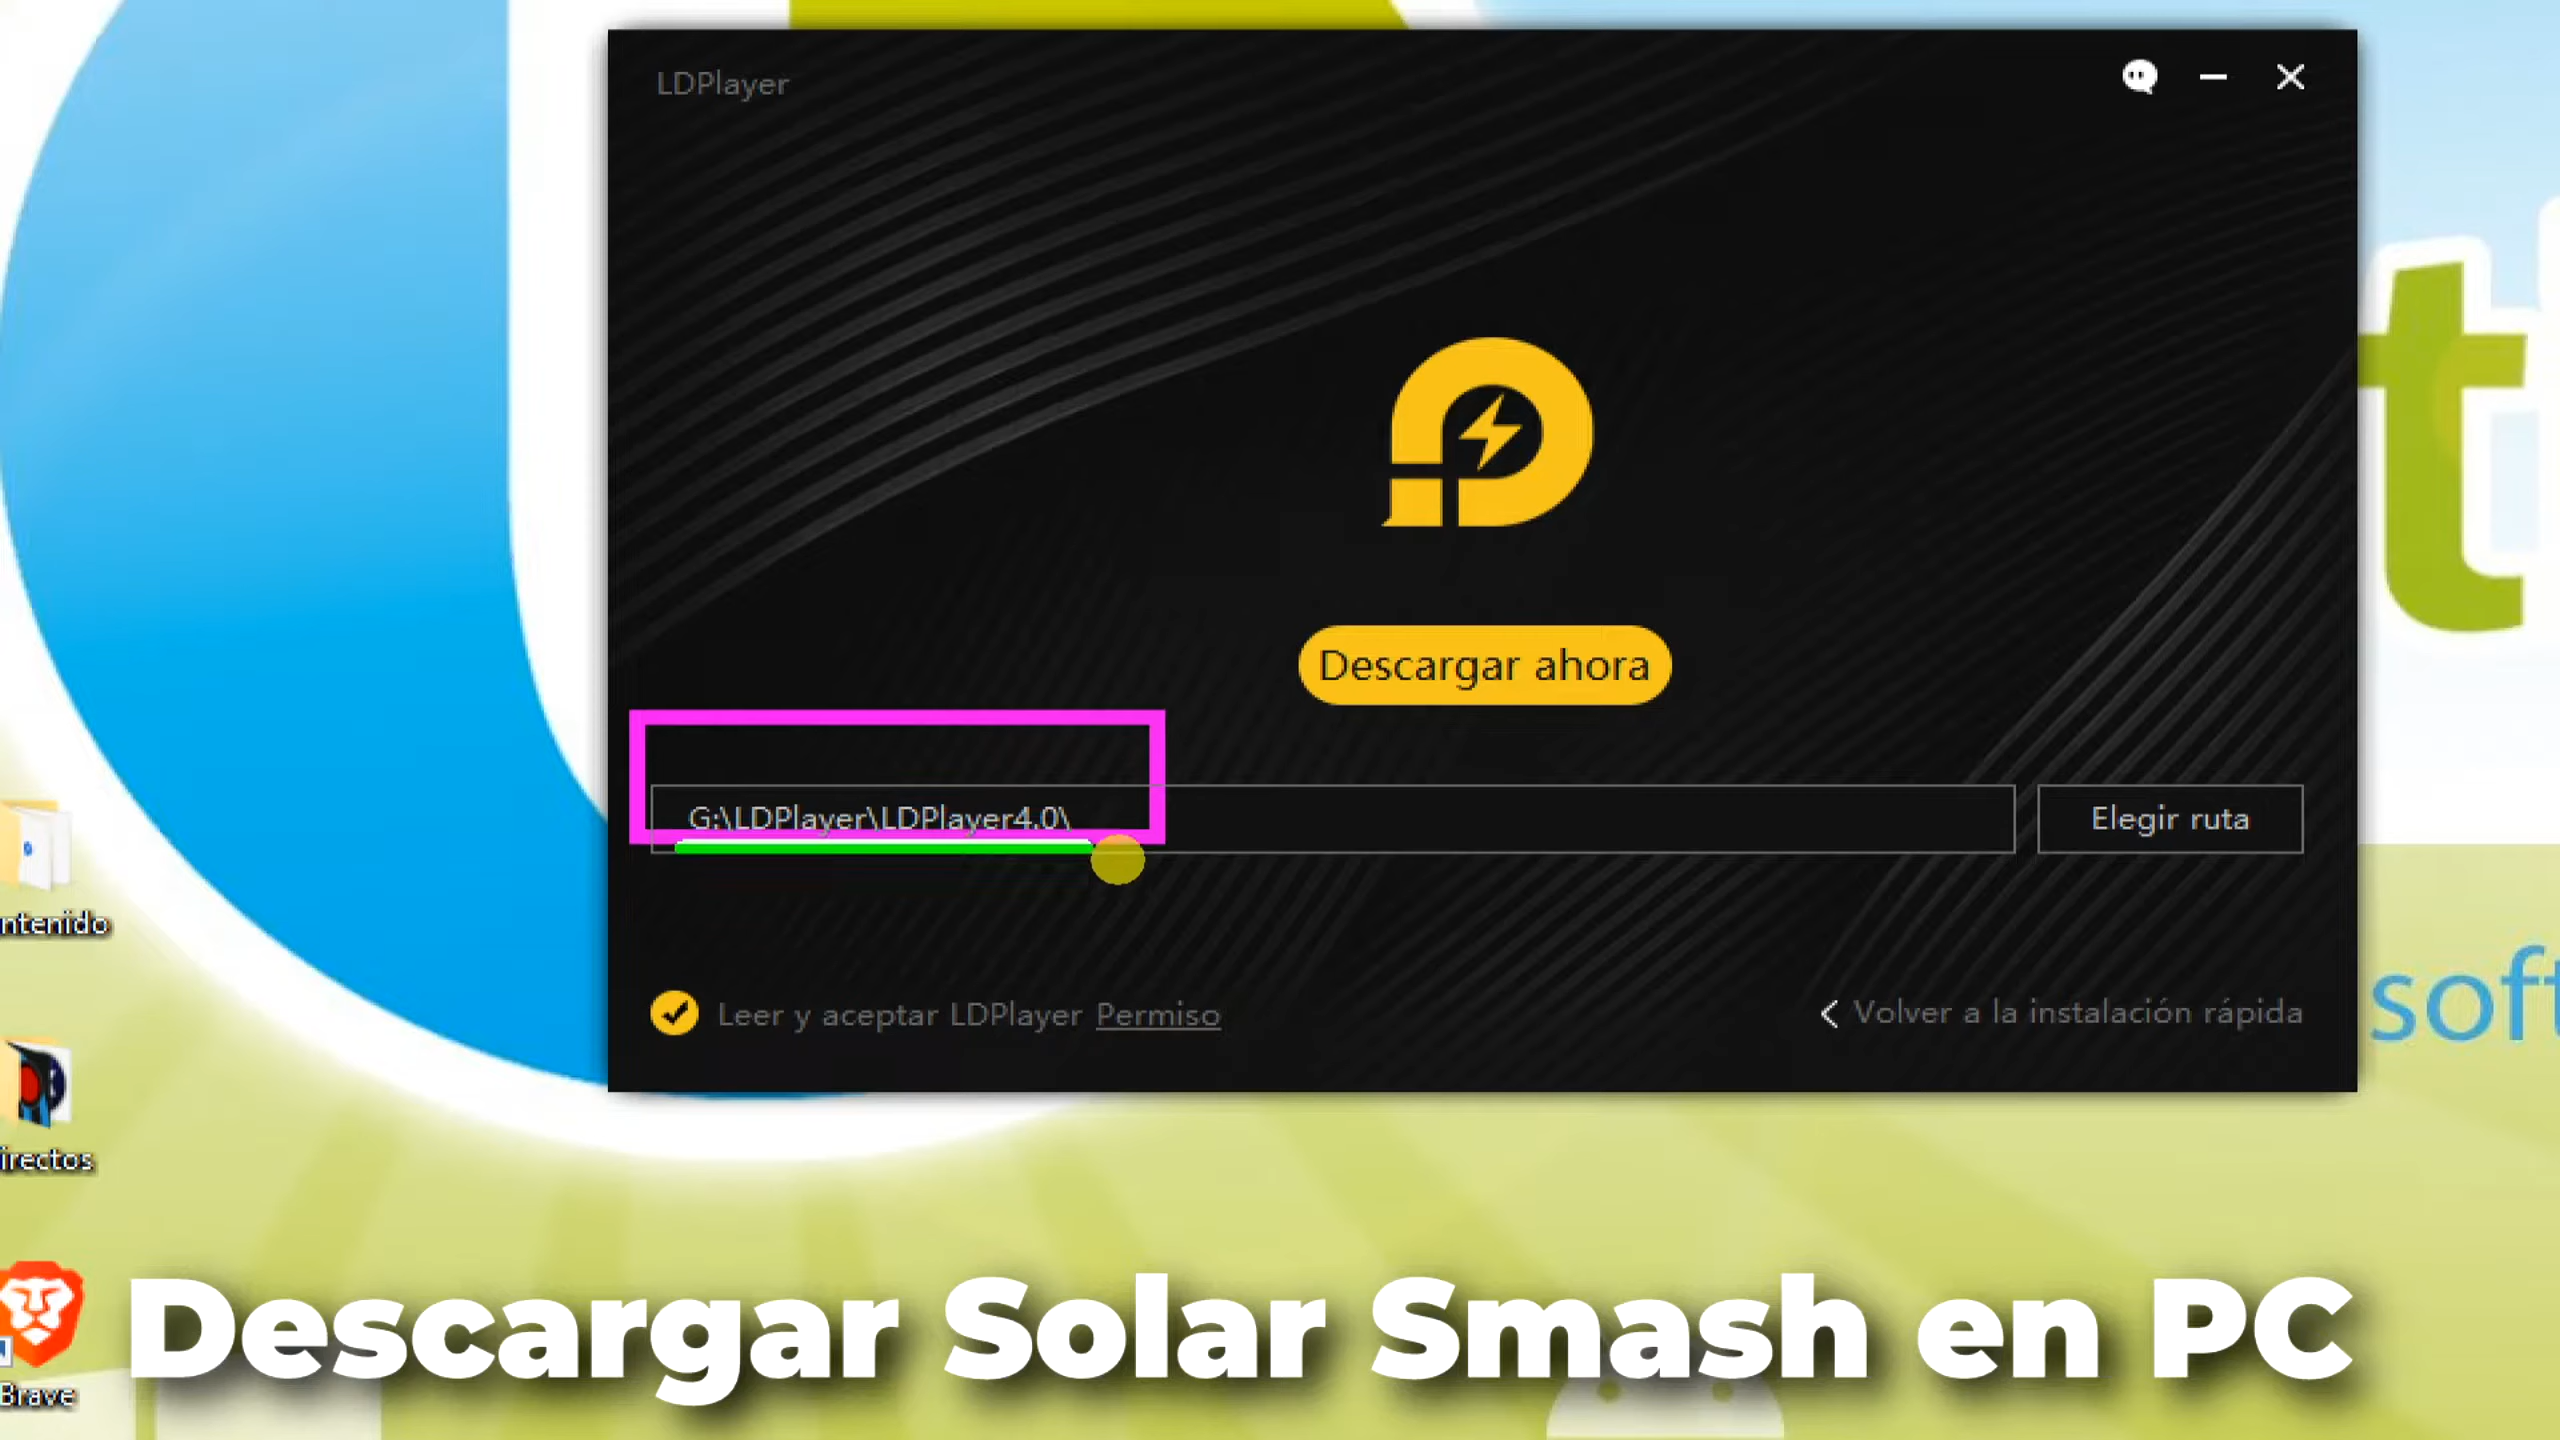 LDPlayer
Descargar ahora
G:\LDPlayer\LDPlayer4.0\
Elegir ruta
Leer y aceptar LDPlayer Permiso
Volver a la instalación rápida
ntenido
irectos
Brave
t
soft
Descargar Solar Smash en PC